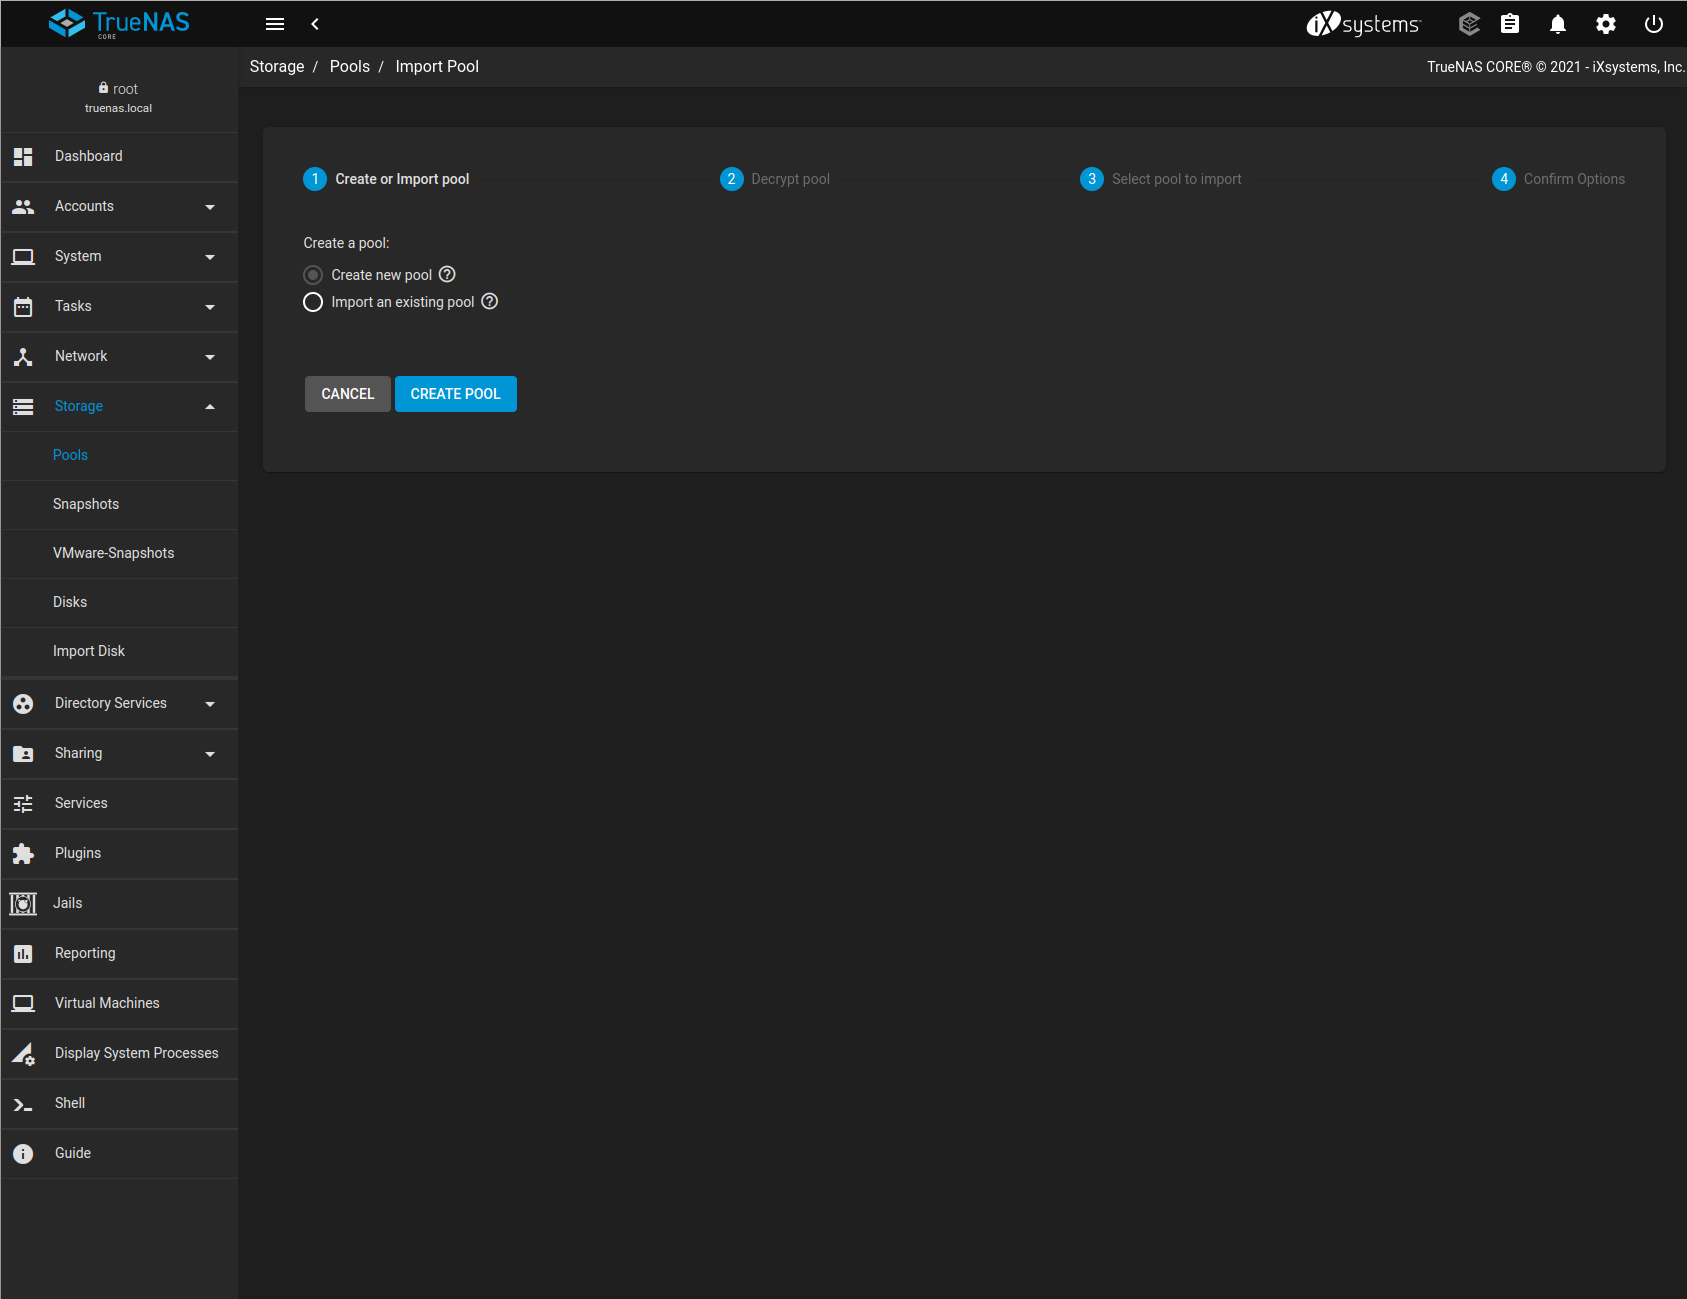 TrueNAS
CORE
iXsystems
Storage / Pools / Import Pool
TrueNAS CORE® © 2021 - iXsystems, Inc.
root
truenas.local
Dashboard
Accounts
System
Tasks
Network
Storage
Pools
Snapshots
VMware-Snapshots
Disks
Import Disk
Directory Services
Sharing
Services
Plugins
Jails
Reporting
Virtual Machines
Display System Processes
Shell
Guide
1 Create or Import pool
2 Decrypt pool
3 Select pool to import
4 Confirm Options
Create a pool:
Create new pool
Import an existing pool
CANCEL
CREATE POOL